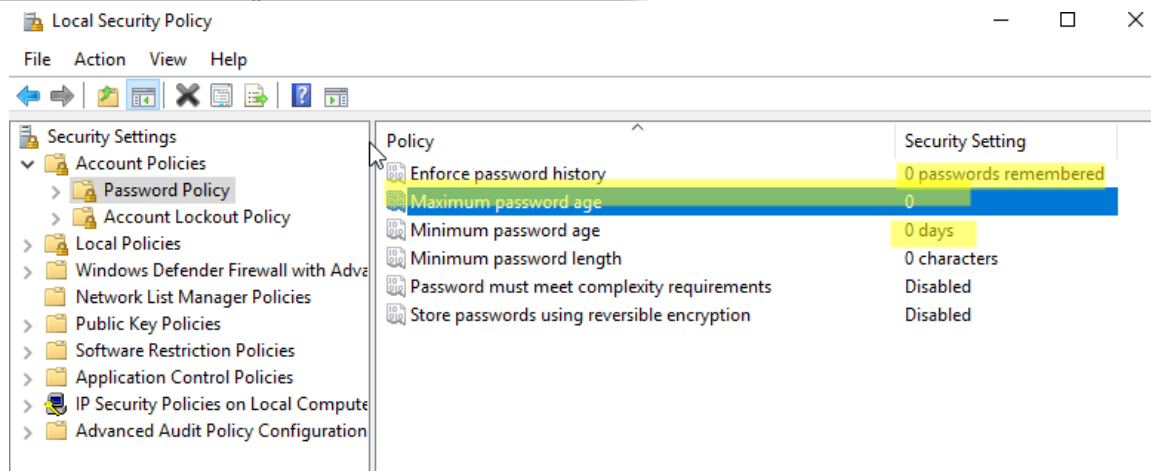 Local Security Policy
File Action View Help
Security Settings
Account Policies
Password Policy
Account Lockout Policy
Local Policies
Windows Defender Firewall with Adva
Network List Manager Policies
Public Key Policies
Software Restriction Policies
Application Control Policies
IP Security Policies on Local Compute
Advanced Audit Policy Configuration
Policy Security Setting
Enforce password history 0 passwords remembered
Maximum password age 0
Minimum password age 0 days
Minimum password length 0 characters
Password must meet complexity requirements Disabled
Store passwords using reversible encryption Disabled